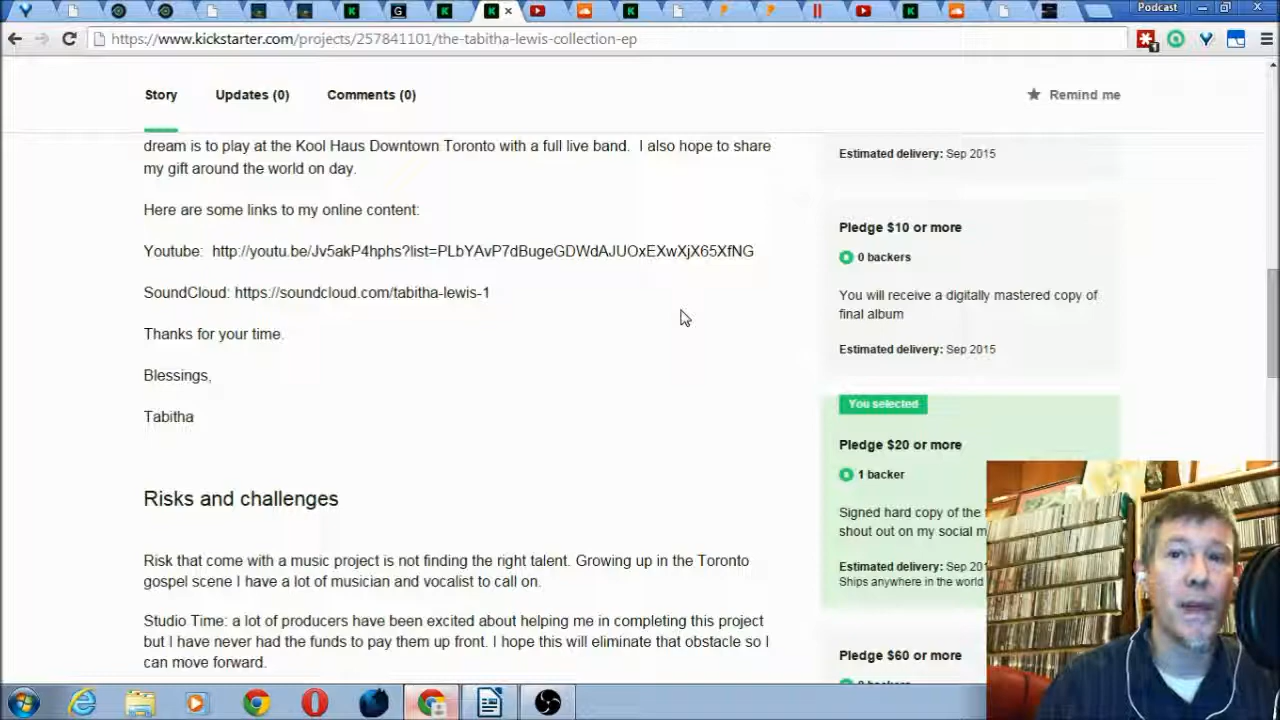 Podcast
https://www.kickstarter.com/projects/257841101/the-tabitha-lewis-collection-ep
Story
Updates (0)
Comments (0)
Remind me
dream is to play at the Kool Haus Downtown Toronto with a full live band. I also hope to share
my gift around the world on day.
Here are some links to my online content:
Youtube: http://youtu.be/Jv5akP4hphs?list=PLbYAvP7dBugeGDWdAJUOxEXwXjX65XfNG
SoundCloud: https://soundcloud.com/tabitha-lewis-1
Thanks for your time.
Blessings,
Tabitha
Risks and challenges
Risk that come with a music project is not finding the right talent. Growing up in the Toronto
gospel scene I have a lot of musician and vocalist to call on.
Studio Time: a lot of producers have been excited about helping me in completing this project
but I have never had the funds to pay them up front. I hope this will eliminate that obstacle so I
can move forward.
Estimated delivery: Sep 2015
Pledge $10 or more
0 backers
You will receive a digitally mastered copy of
final album
Estimated delivery: Sep 2015
You selected
Pledge $20 or more
1 backer
Signed hard copy of the
shout out on my social
Estimated delivery: Sep 201
Ships anywhere in the world
Pledge $60 or more